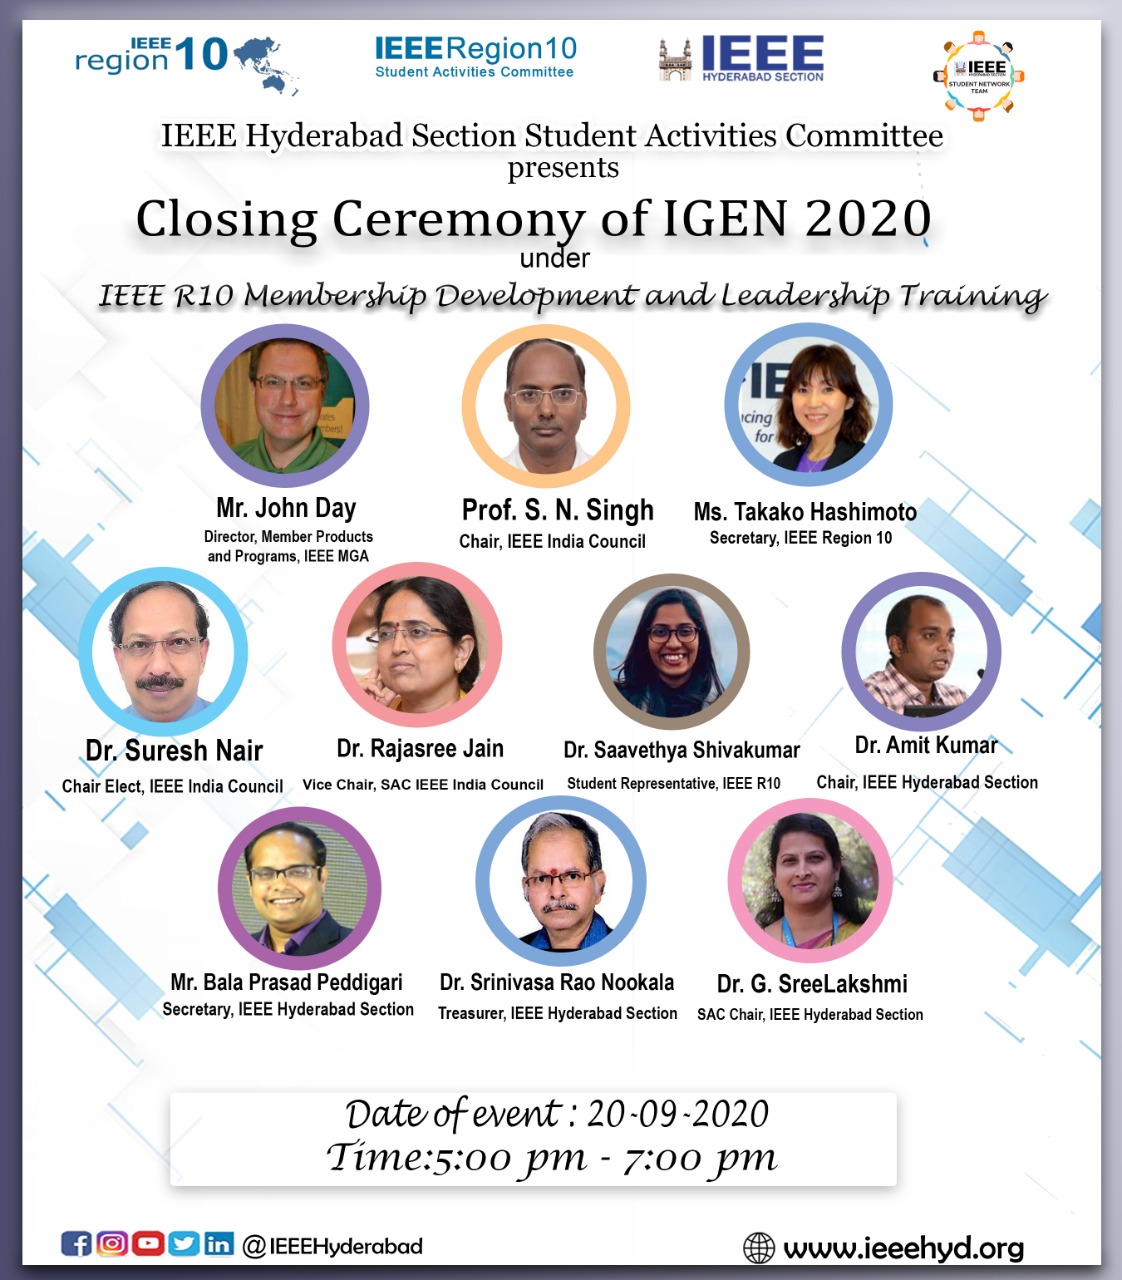 IEEE
region 10
IEEE Region10
Student Activities Committee
IEEE
HYDERABAD SECTION
IEEE
HYDERABAD SECTION
STUDENT NETWORK
TEAM
IEEE Hyderabad Section Student Activities Committee
presents
Closing Ceremony of IGEN 2020
under
IEEE R10 Membership Development and Leadership Training
IE
cing
for
Mr. John Day
Director, Member Products
and Programs, IEEE MGA
Prof. S. N. Singh
Chair, IEEE India Council
Ms. Takako Hashimoto
Secretary, IEEE Region 10
Dr. Suresh Nair
Chair Elect, IEEE India Council
Dr. Rajasree Jain
Vice Chair, SAC IEEE India Council
Dr. Saavethya Shivakumar
Student Representative, IEEE R10
Dr. Amit Kumar
Chair, IEEE Hyderabad Section
Mr. Bala Prasad Peddigari
Secretary, IEEE Hyderabad Section
Dr. Srinivasa Rao Nookala
Treasurer, IEEE Hyderabad Section
Dr. G. SreeLakshmi
SAC Chair, IEEE Hyderabad Section
Date of event : 20-09-2020
Time:5:00 pm - 7:00 pm
@IEEEHyderabad
www.ieeehyd.org